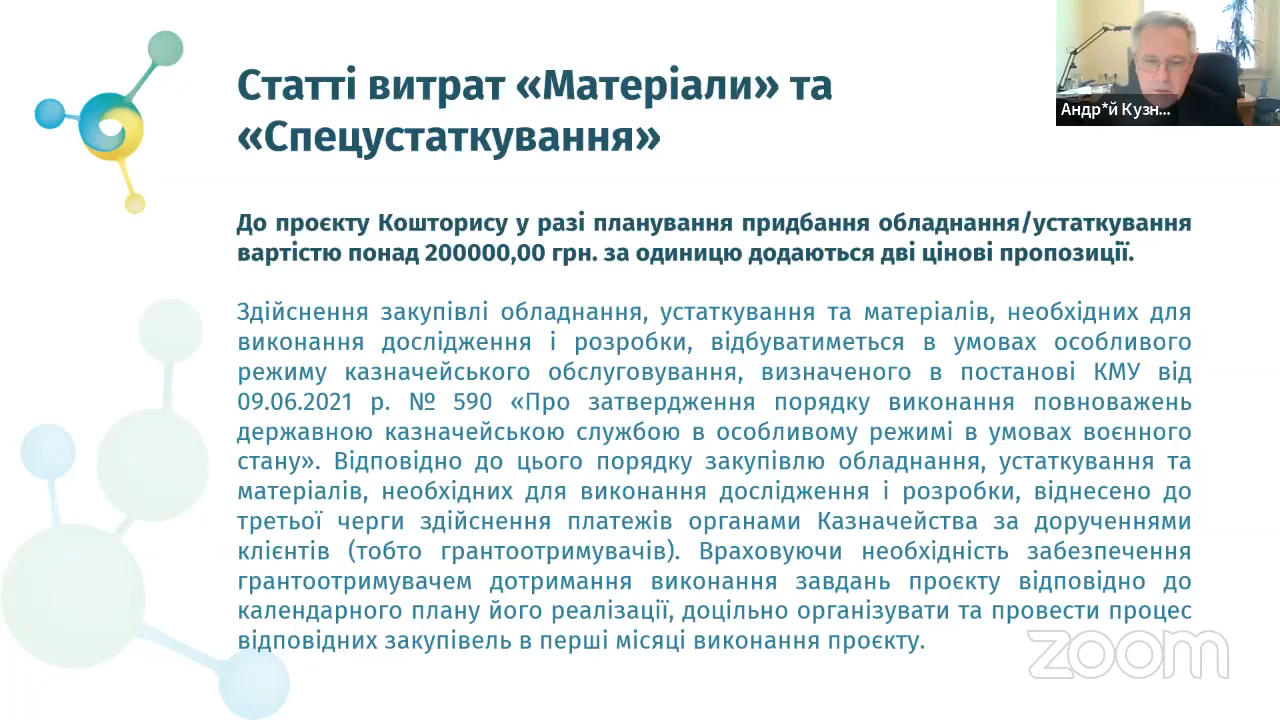 Статті витрат «Матеріали» та
«Спецустаткування»
Андр*й Кузн...
До проєкту Кошторису у разі планування придбання обладнання/устаткування
вартістю понад 200000,00 грн. за одиницю додаються дві цінові пропозиції.
Здійснення закупівлі обладнання, устаткування та матеріалів, необхідних для
виконання дослідження і розробки, відбуватиметься в умовах особливого
режиму казначейського обслуговування, визначеного в постанові КМУ від
09.06.2021 р. № 590 «Про затвердження порядку виконання повноважень
державною казначейською службою в особливому режимі в умовах воєнного
стану». Відповідно до цього порядку закупівлю обладнання, устаткування та
матеріалів, необхідних для виконання дослідження і розробки, віднесено до
третьої черги здійснення платежів органами Казначейства за дорученнями
клієнтів (тобто грантоотримувачів). Враховуючи необхідність забезпечення
грантоотримувачем дотримання виконання завдань проєкту відповідно до
календарного плану його реалізації, доцільно організувати та провести процес
відповідних закупівель в перші місяці виконання проєкту.
zoom